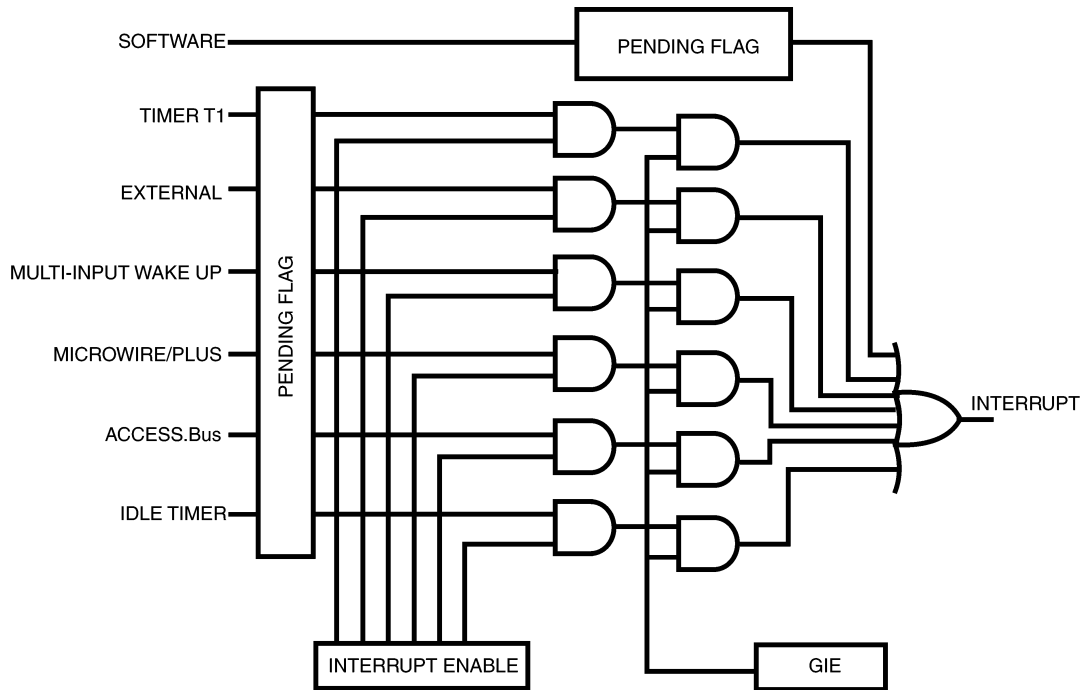 SOFTWARE
PENDING FLAG
TIMER T1
EXTERNAL
MULTI-INPUT WAKE UP
MICROWIRE/PLUS
ACCESS.Bus
IDLE TIMER
PENDING FLAG
INTERRUPT
INTERRUPT ENABLE
GIE